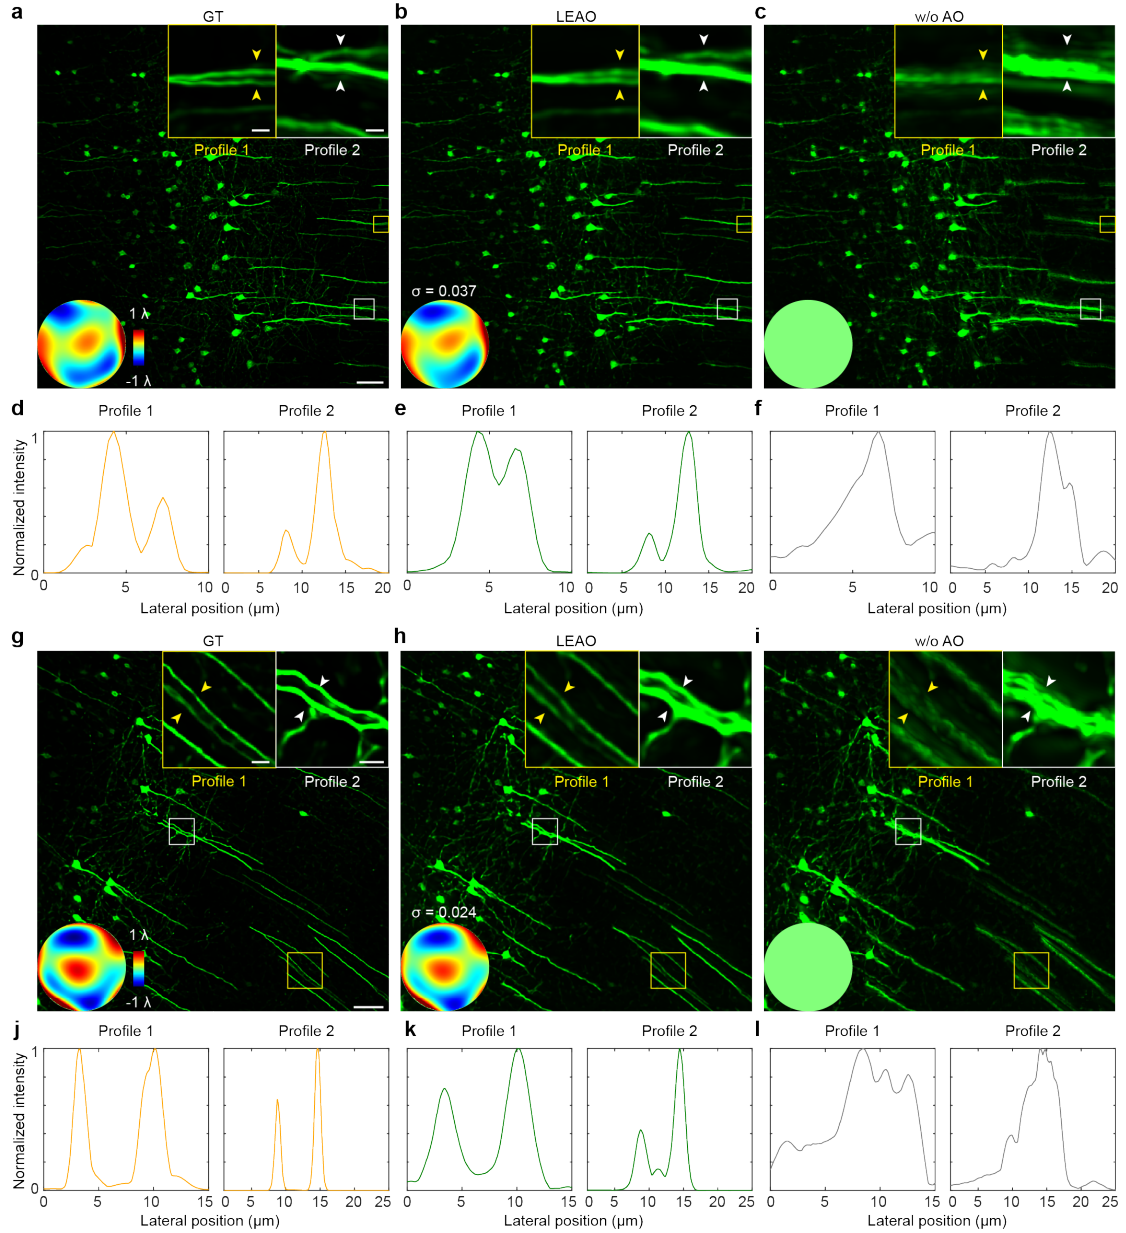 a GT b LEAO c w/o AO
Profile 1 Profile 2 Profile 1 Profile 2 Profile 1 Profile 2
1 λ
-1 λ
σ = 0.037
d Profile 1 Profile 2 e Profile 1 Profile 2 f Profile 1 Profile 2
Normalized intensity
1
0
0 5 10 0 5 10 15 20 0 5 10 0 5 10 15 20 0 5 10 0 5 10 15 20
Lateral position (µm) Lateral position (µm) Lateral position (µm)
g GT h LEAO i w/o AO
Profile 1 Profile 2 Profile 1 Profile 2 Profile 1 Profile 2
1 λ
-1 λ
σ = 0.024
j Profile 1 Profile 2 k Profile 1 Profile 2 l Profile 1 Profile 2
Normalized intensity
1
0
0 5 10 15 0 5 10 15 20 25 0 5 10 15 0 5 10 15 20 25 0 5 10 15 0 5 10 15 20 25
Lateral position (µm) Lateral position (µm) Lateral position (µm)